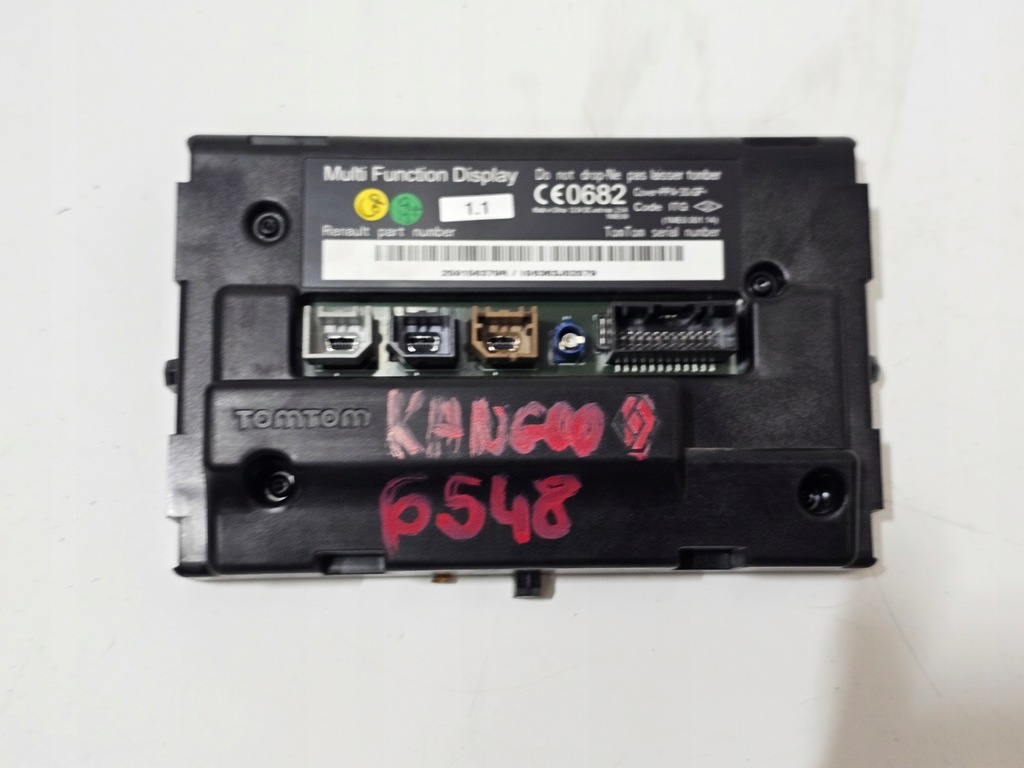 Multi Function Display
Do not drop-Ne pas laisser tomber
CE0682
Code ITG
1.1
Renault part number
TomTom serial number
TOMTOM
KANGOO
6548